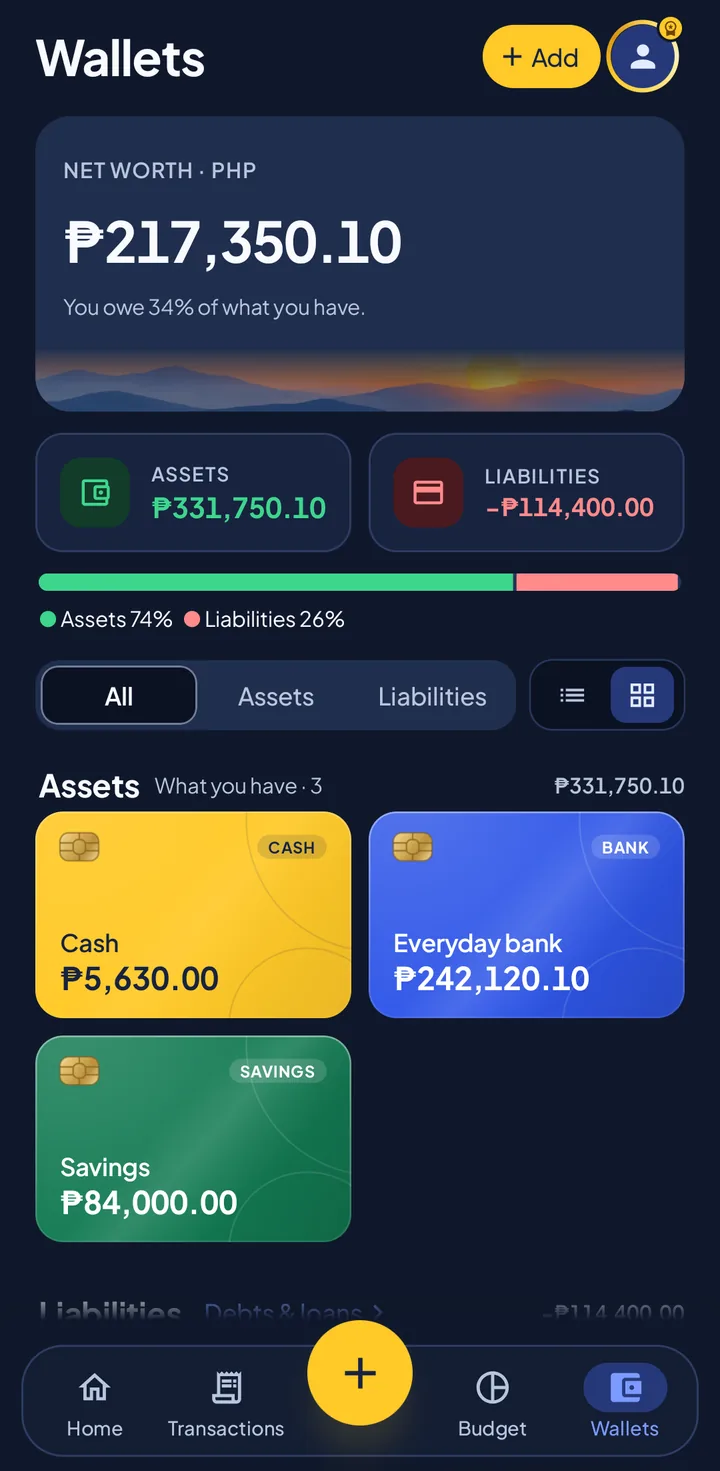 Wallets
+ Add
NET WORTH · PHP
₱217,350.10
You owe 34% of what you have.
ASSETS
₱331,750.10
LIABILITIES
-₱114,400.00
Assets 74% Liabilities 26%
All Assets Liabilities
Assets What you have · 3 ₱331,750.10
CASH
Cash
₱5,630.00
BANK
Everyday bank
₱242,120.10
SAVINGS
Savings
₱84,000.00
Liabilities Debts & loans > -₱114,400.00
Home Transactions Budget Wallets